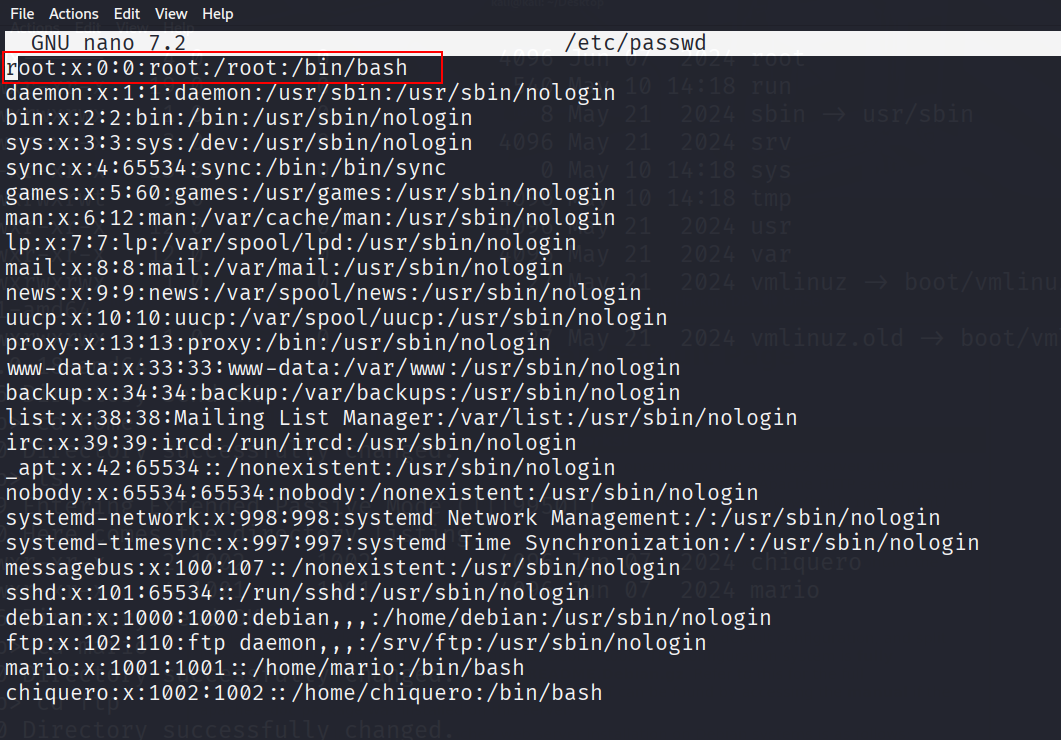 File Actions Edit View Help
GNU nano 7.2 /etc/passwd
root:x:0:0:root:/root:/bin/bash
daemon:x:1:1:daemon:/usr/sbin:/usr/sbin/nologin
bin:x:2:2:bin:/bin:/usr/sbin/nologin
sys:x:3:3:sys:/dev:/usr/sbin/nologin
sync:x:4:65534:sync:/bin:/bin/sync
games:x:5:60:games:/usr/games:/usr/sbin/nologin
man:x:6:12:man:/var/cache/man:/usr/sbin/nologin
lp:x:7:7:lp:/var/spool/lpd:/usr/sbin/nologin
mail:x:8:8:mail:/var/mail:/usr/sbin/nologin
news:x:9:9:news:/var/spool/news:/usr/sbin/nologin
uucp:x:10:10:uucp:/var/spool/uucp:/usr/sbin/nologin
proxy:x:13:13:proxy:/bin:/usr/sbin/nologin
www-data:x:33:33:www-data:/var/www:/usr/sbin/nologin
backup:x:34:34:backup:/var/backups:/usr/sbin/nologin
list:x:38:38:Mailing List Manager:/var/list:/usr/sbin/nologin
irc:x:39:39:ircd:/run/ircd:/usr/sbin/nologin
_apt:x:42:65534::/nonexistent:/usr/sbin/nologin
nobody:x:65534:65534:nobody:/nonexistent:/usr/sbin/nologin
systemd-network:x:998:998:systemd Network Management:/:/usr/sbin/nologin
systemd-timesync:x:997:997:systemd Time Synchronization:/:/usr/sbin/nologin
messagebus:x:100:107::/nonexistent:/usr/sbin/nologin
sshd:x:101:65534::/run/sshd:/usr/sbin/nologin
debian:x:1000:1000:debian,,,:/home/debian:/usr/sbin/nologin
ftp:x:102:110:ftp daemon,,,:/srv/ftp:/usr/sbin/nologin
mario:x:1001:1001::/home/mario:/bin/bash
chiquero:x:1002:1002::/home/chiquero:/bin/bash